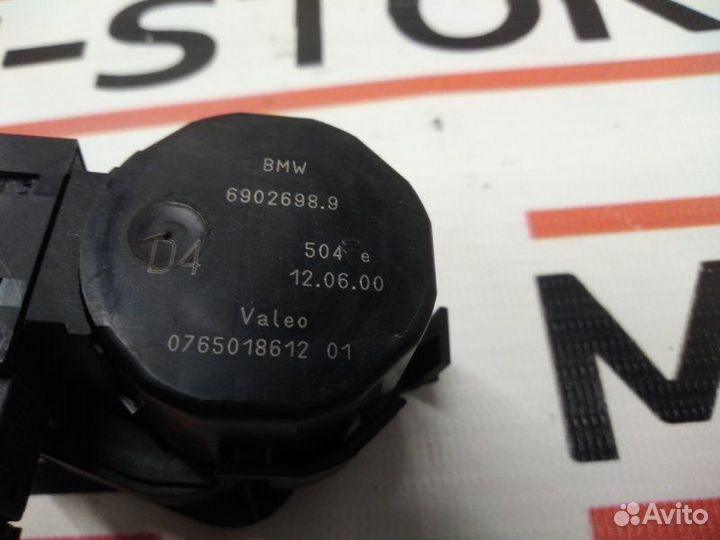 -STOR
BMW
6902698.9
D4
504 e
12.06.00
Valeo
0765018612 01
M
Avito